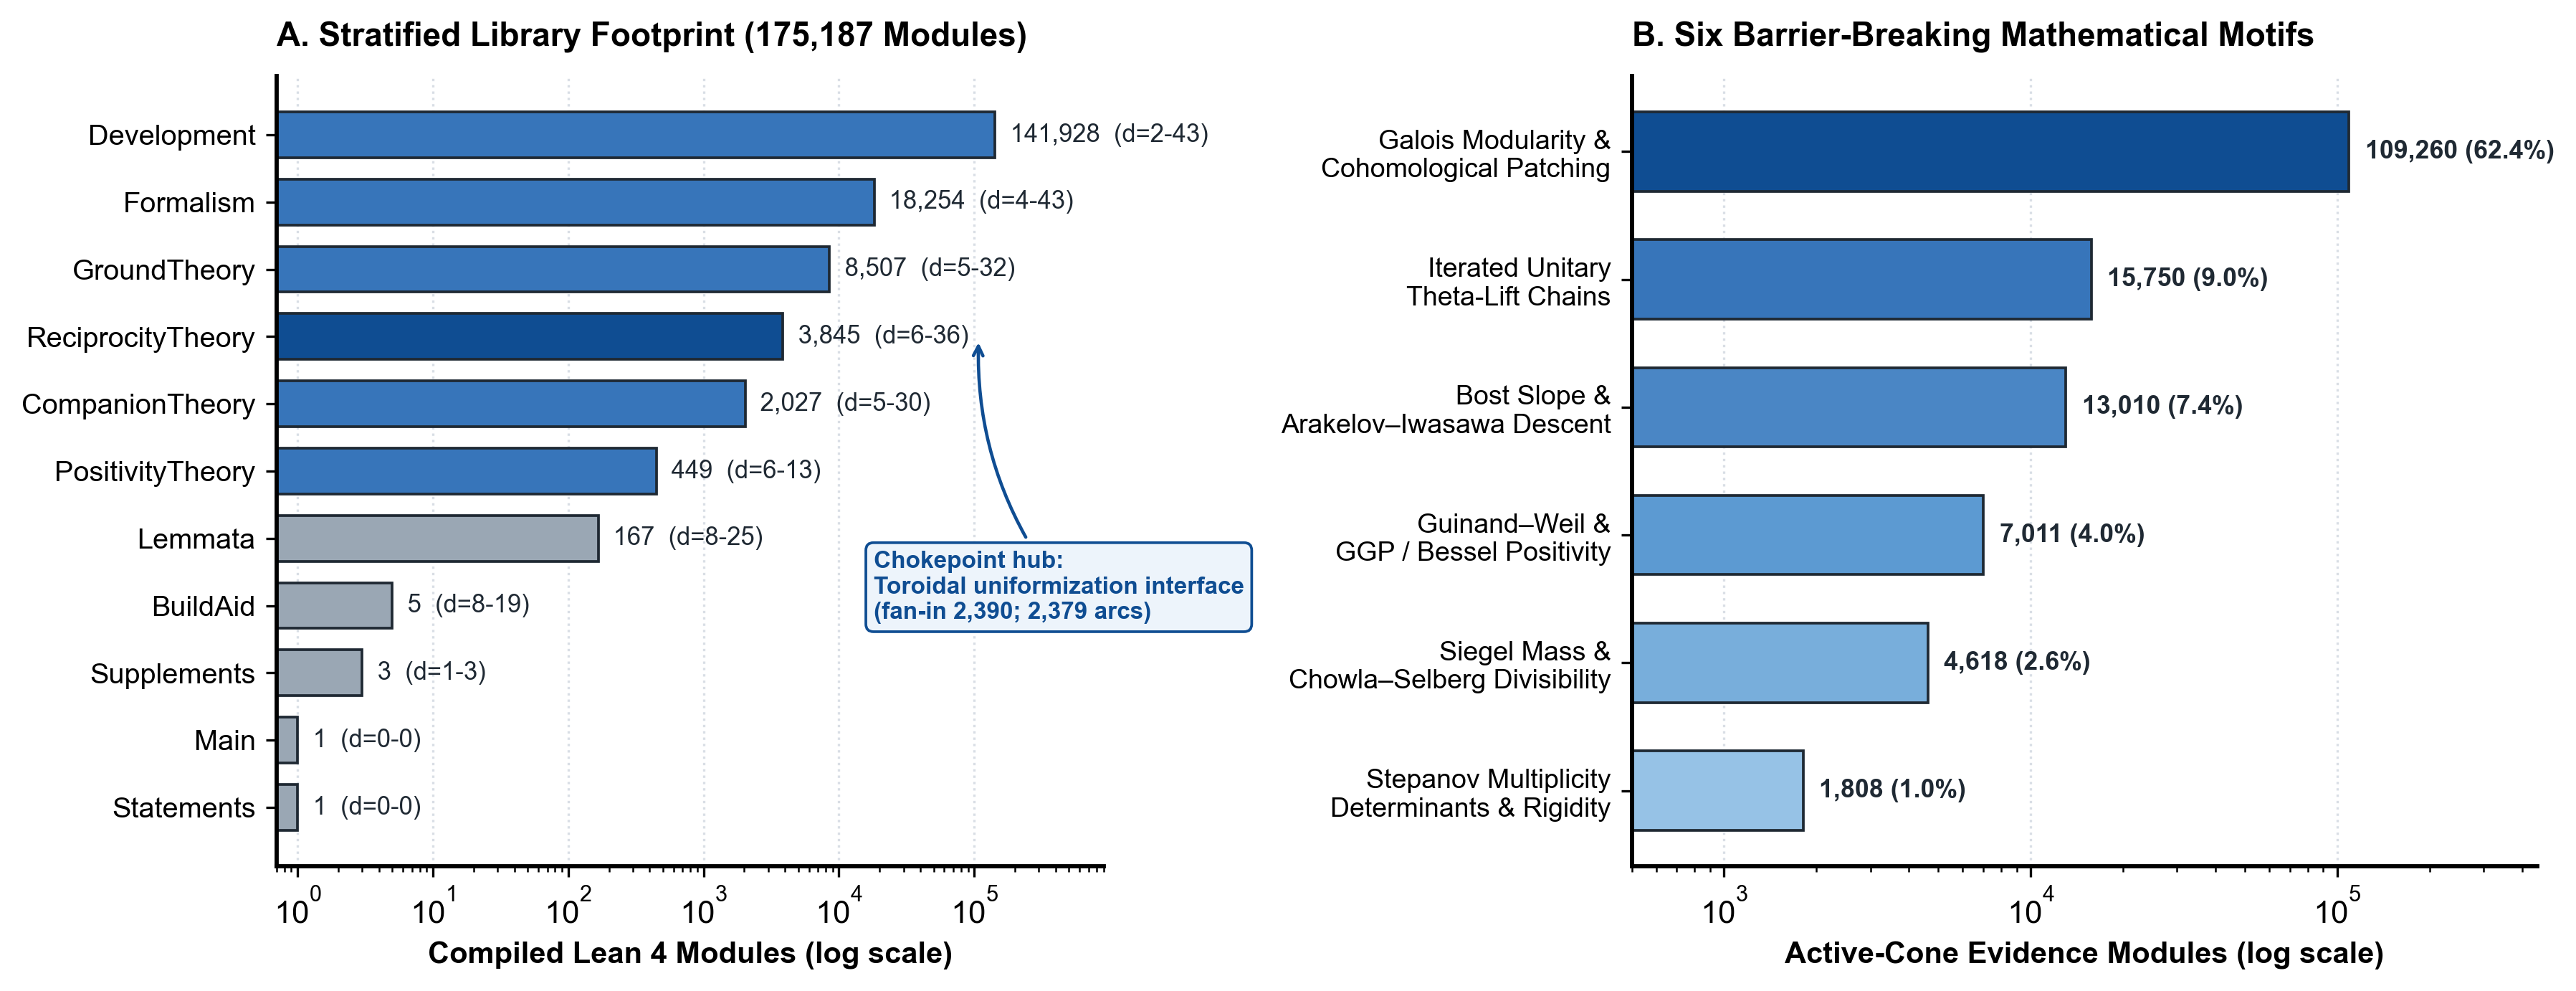 A. Stratified Library Footprint (175,187 Modules)
Development
141,928 (d=2-43)
Formalism
18,254 (d=4-43)
GroundTheory
8,507 (d=5-32)
ReciprocityTheory
3,845 (d=6-36)
CompanionTheory
2,027 (d=5-30)
PositivityTheory
449 (d=6-13)
Lemmata
167 (d=8-25)
BuildAid
5 (d=8-19)
Supplements
3 (d=1-3)
Main
1 (d=0-0)
Statements
1 (d=0-0)
Chokepoint hub:
Toroidal uniformization interface
(fan-in 2,390; 2,379 arcs)
10^0 10^1 10^2 10^3 10^4 10^5
Compiled Lean 4 Modules (log scale)
B. Six Barrier-Breaking Mathematical Motifs
Galois Modularity &
Cohomological Patching
109,260 (62.4%)
Iterated Unitary
Theta-Lift Chains
15,750 (9.0%)
Bost Slope &
Arakelov–Iwasawa Descent
13,010 (7.4%)
Guinand–Weil &
GGP / Bessel Positivity
7,011 (4.0%)
Siegel Mass &
Chowla–Selberg Divisibility
4,618 (2.6%)
Stepanov Multiplicity
Determinants & Rigidity
1,808 (1.0%)
10^3 10^4 10^5
Active-Cone Evidence Modules (log scale)